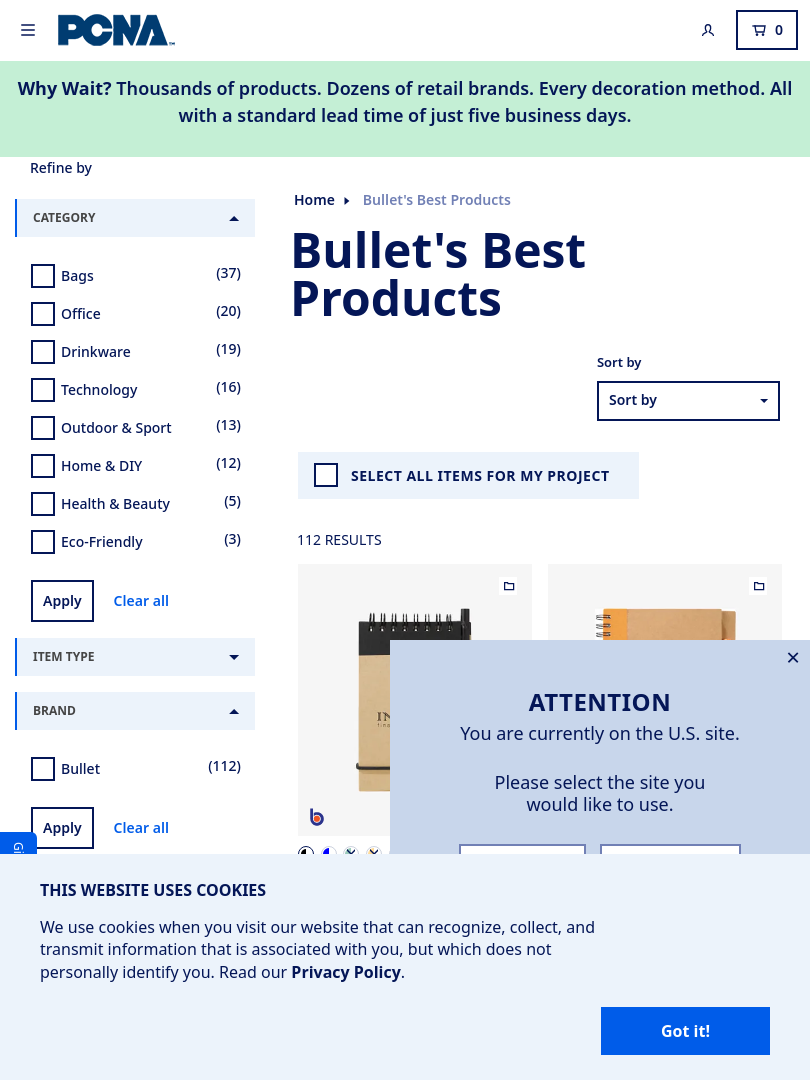 PCNA
0
Why Wait? Thousands of products. Dozens of retail brands. Every decoration method. All
with a standard lead time of just five business days.
Refine by
CATEGORY
Bags (37)
Office (20)
Drinkware (19)
Technology (16)
Outdoor & Sport (13)
Home & DIY (12)
Health & Beauty (5)
Eco-Friendly (3)
Apply Clear all
ITEM TYPE
BRAND
Bullet (112)
Apply Clear all
Home Bullet's Best Products
Bullet's Best
Products
Sort by
Sort by
SELECT ALL ITEMS FOR MY PROJECT
112 RESULTS
b
ATTENTION
You are currently on the U.S. site.
Please select the site you
would like to use.
THIS WEBSITE USES COOKIES
We use cookies when you visit our website that can recognize, collect, and
transmit information that is associated with you, but which does not
personally identify you. Read our Privacy Policy.
Got it!